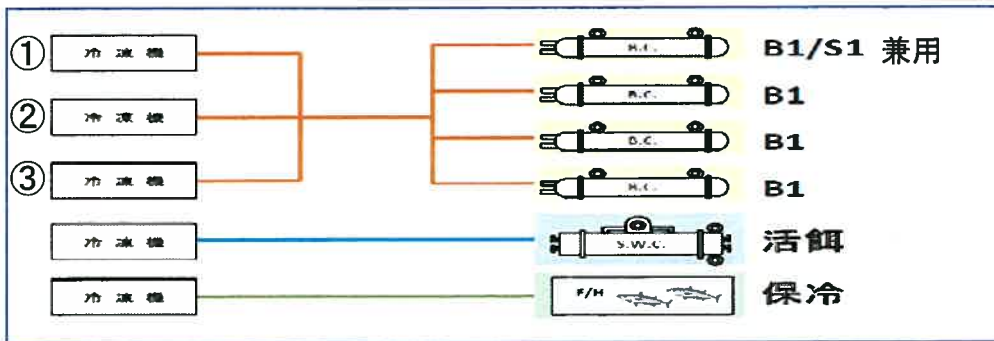 ① 冷凍機
B.C. B1/S1 兼用
② 冷凍機
B.C. B1
B.C. B1
③ 冷凍機
B.C. B1
冷凍機 S.W.C. 活餌
冷凍機 F/H 保冷